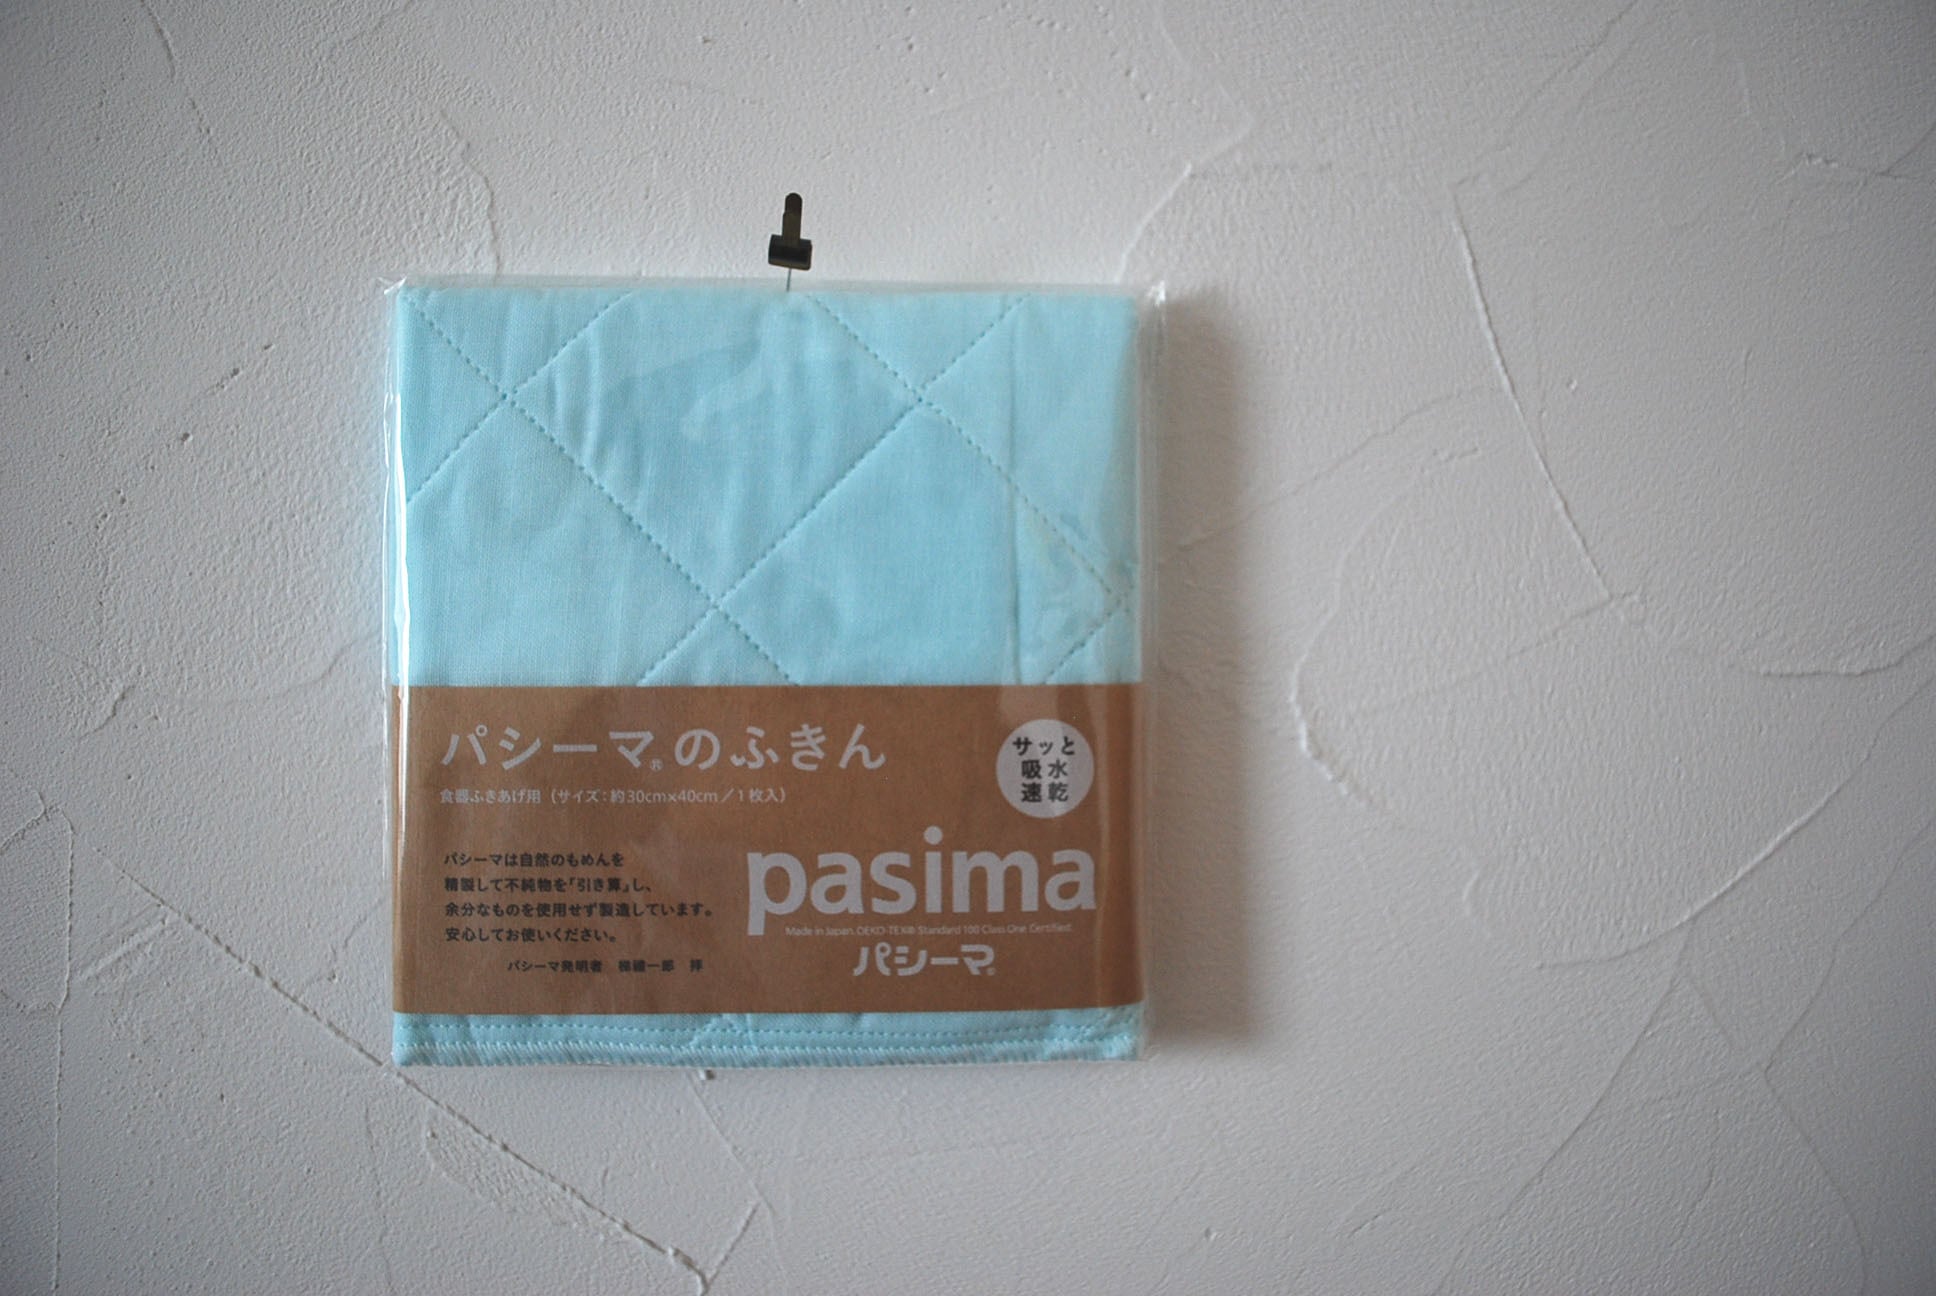 パシーマ®のふきん
食器ふきあげ用（サイズ：約30cm×40cm／1枚入）
サッと
吸水
速乾
パシーマは自然のもめんを
精製して不純物を「引き算」し、
余分なものを使用せず製造しています。
安心してお使いください。
パシーマ発明者 梯禮一郎 拝
pasima
Made in Japan. OEKO-TEX® Standard 100 Class One Certified
パシーマ®